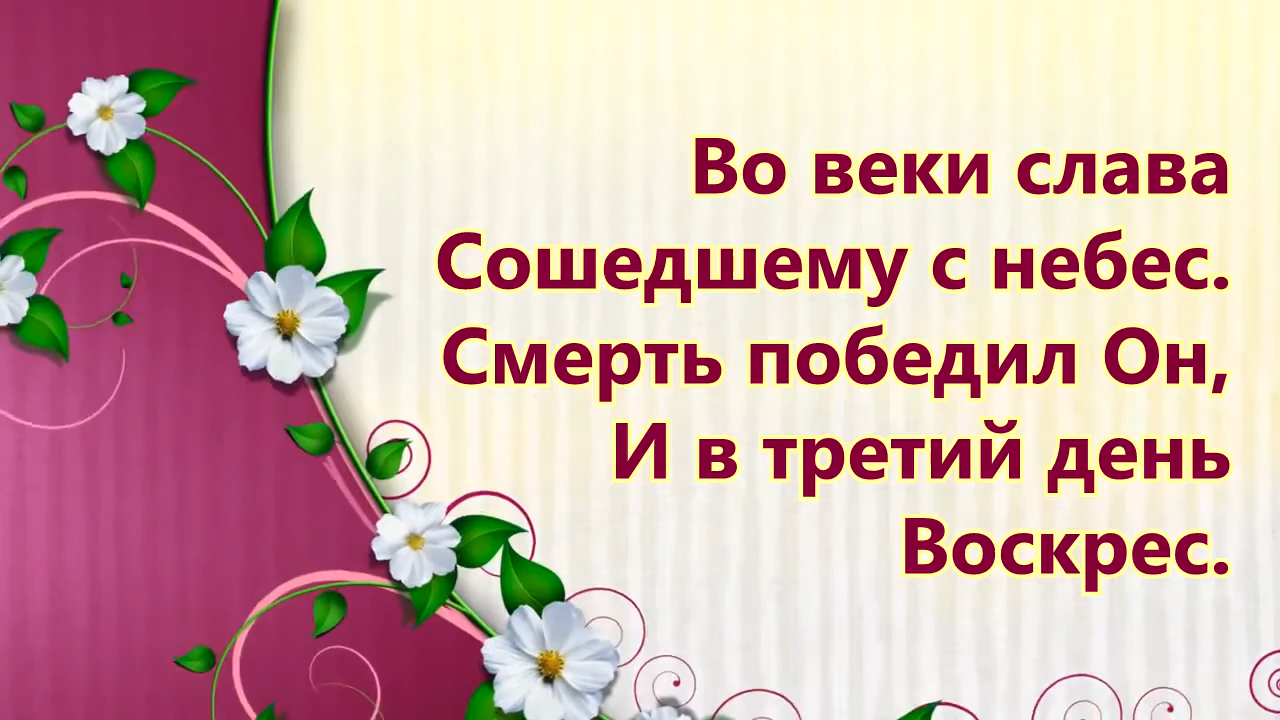 Во веки слава
Сошедшему с небес.
Смерть победил Он,
И в третий день
Воскрес.